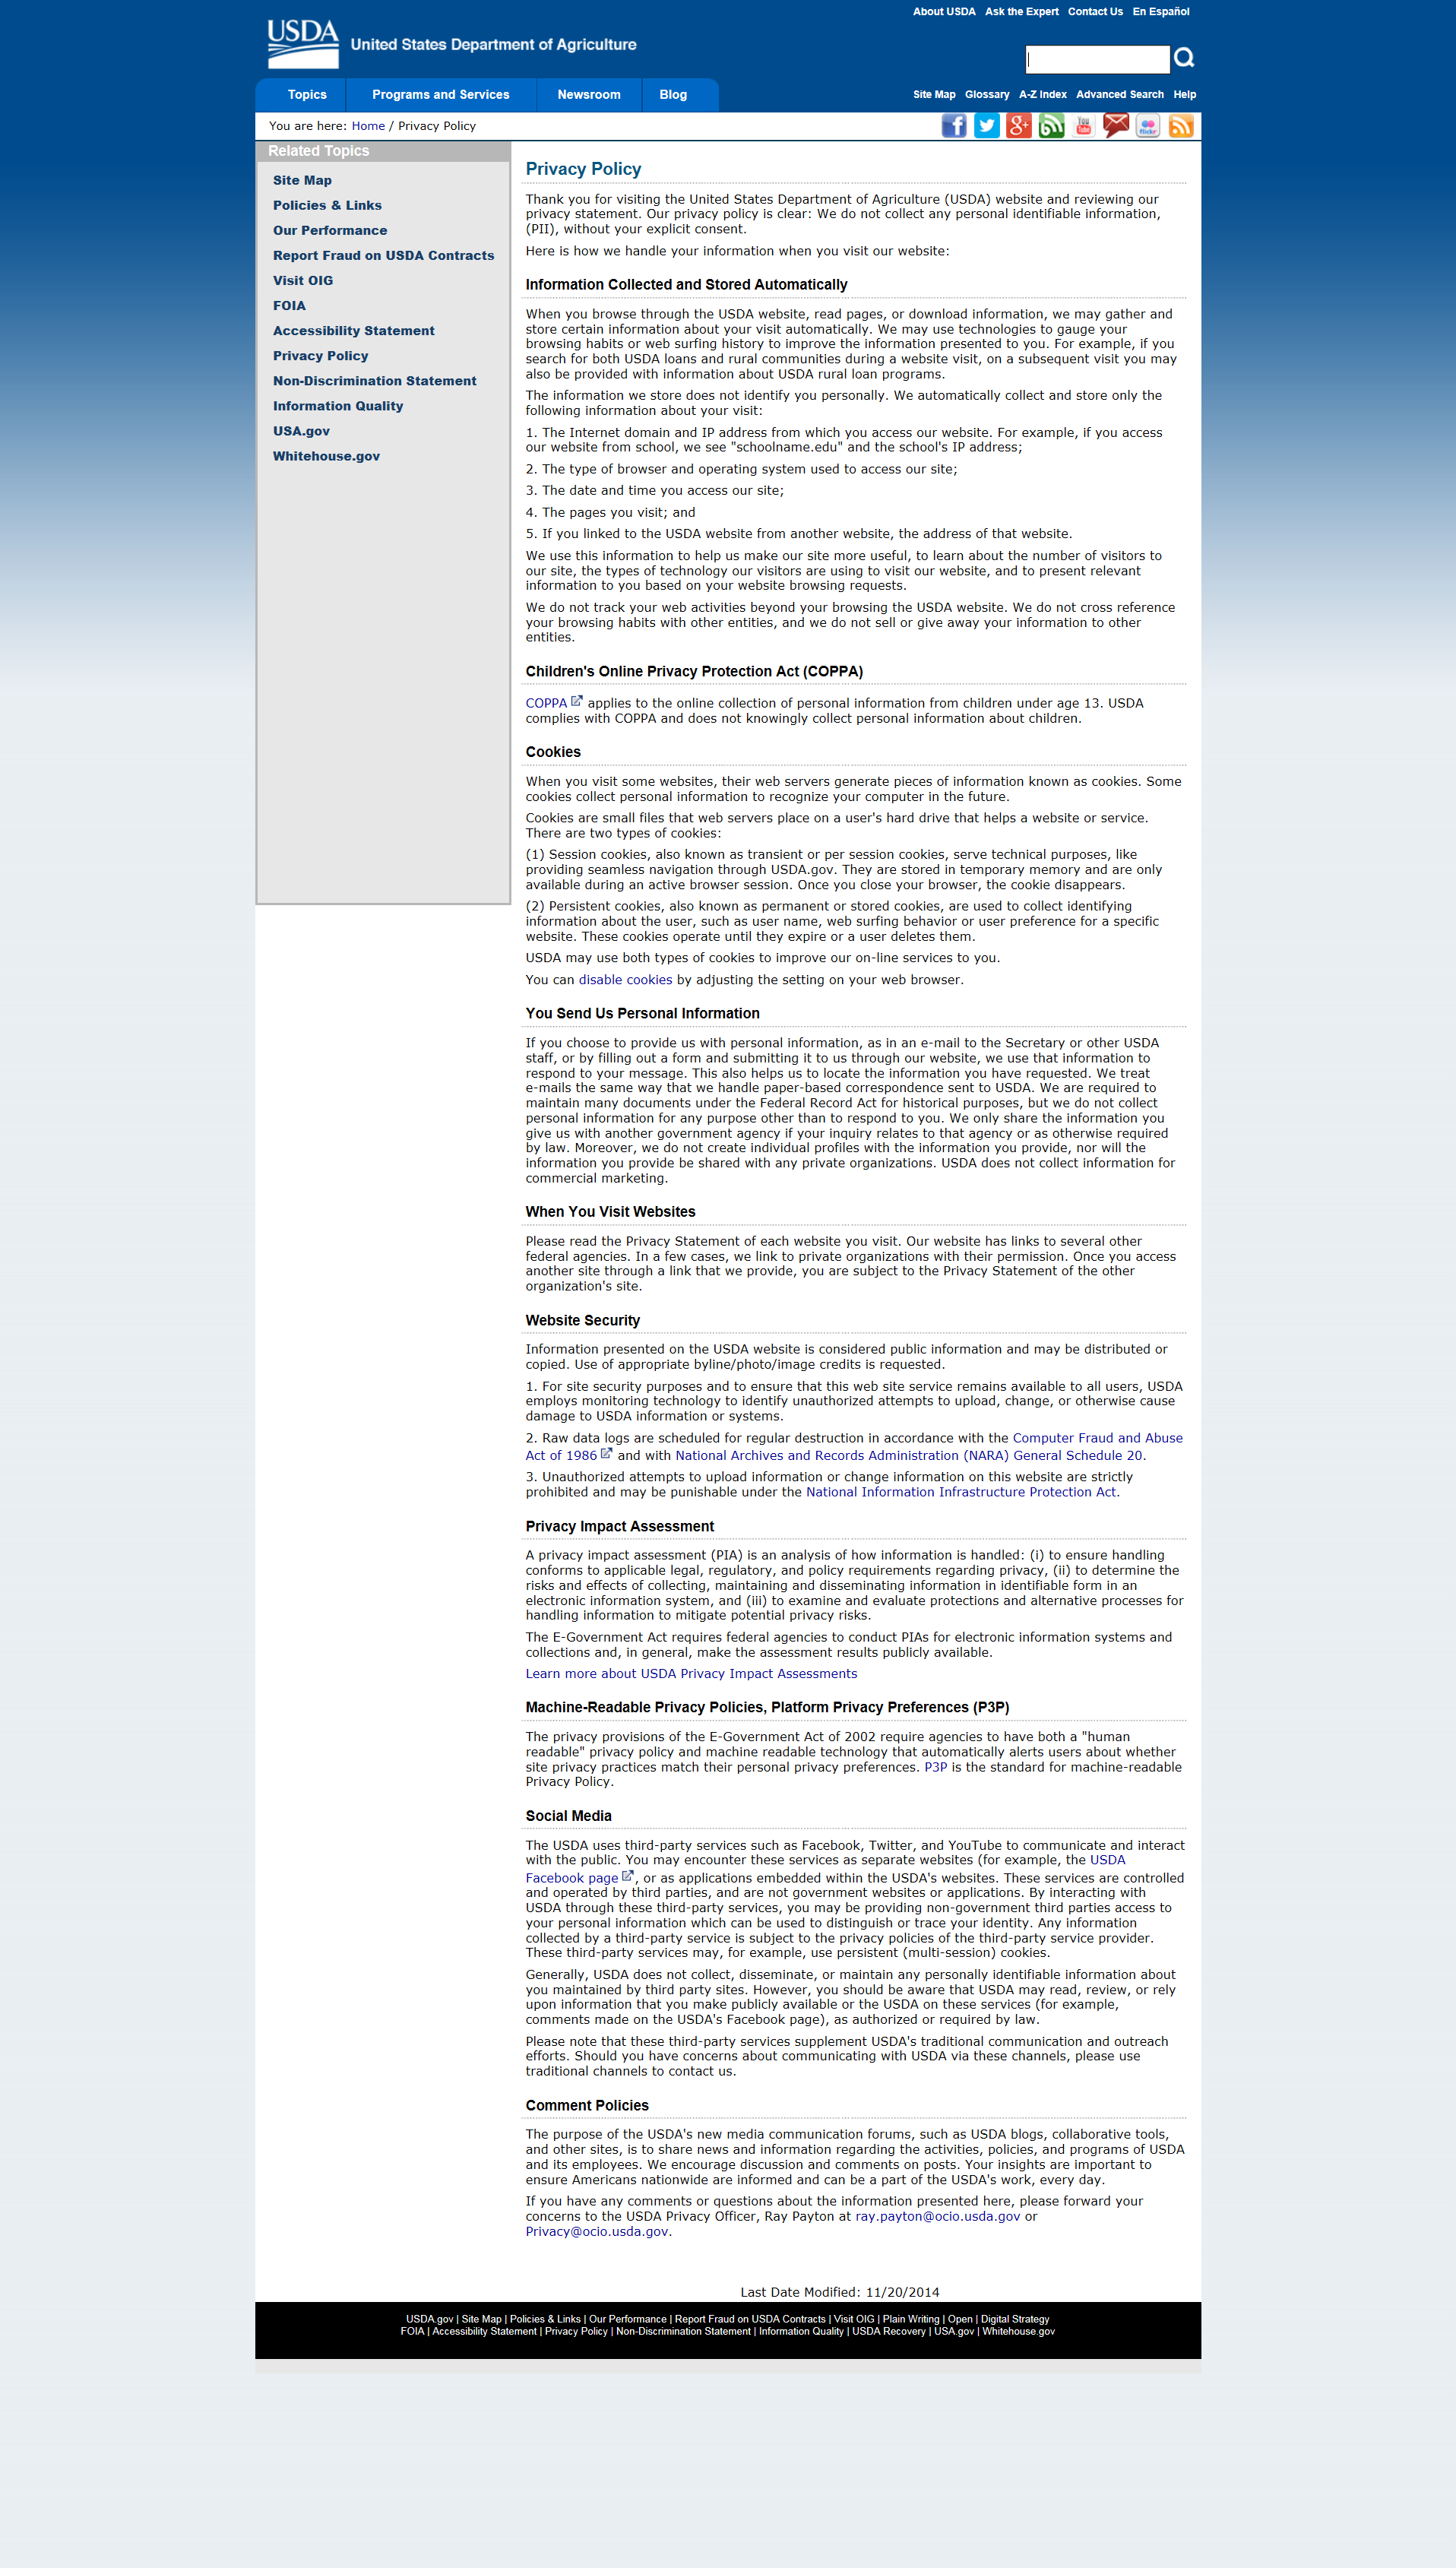 About USDA Ask the Expert Contact Us En Español
USDA United States Department of Agriculture
Topics Programs and Services Newsroom Blog
Site Map Glossary A-Z Index Advanced Search Help
You are here: Home / Privacy Policy
Related Topics
Site Map
Policies & Links
Our Performance
Report Fraud on USDA Contracts
Visit OIG
FOIA
Accessibility Statement
Privacy Policy
Non-Discrimination Statement
Information Quality
USA.gov
Whitehouse.gov
Privacy Policy
Thank you for visiting the United States Department of Agriculture (USDA) website and reviewing our
privacy statement. Our privacy policy is clear: We do not collect any personal identifiable information,
(PII), without your explicit consent.
Here is how we handle your information when you visit our website:
Information Collected and Stored Automatically
When you browse through the USDA website, read pages, or download information, we may gather and
store certain information about your visit automatically. We may use technologies to gauge your
browsing habits or web surfing history to improve the information presented to you. For example, if you
search for both USDA loans and rural communities during a website visit, on a subsequent visit you may
also be provided with information about USDA rural loan programs.
The information we store does not identify you personally. We automatically collect and store only the
following information about your visit:
1. The Internet domain and IP address from which you access our website. For example, if you access
our website from school, we see "schoolname.edu" and the school's IP address;
2. The type of browser and operating system used to access our site;
3. The date and time you access our site;
4. The pages you visit; and
5. If you linked to the USDA website from another website, the address of that website.
We use this information to help us make our site more useful, to learn about the number of visitors to
our site, the types of technology our visitors are using to visit our website, and to present relevant
information to you based on your website browsing requests.
We do not track your web activities beyond your browsing the USDA website. We do not cross reference
your browsing habits with other entities, and we do not sell or give away your information to other
entities.
Children's Online Privacy Protection Act (COPPA)
COPPA applies to the online collection of personal information from children under age 13. USDA
complies with COPPA and does not knowingly collect personal information about children.
Cookies
When you visit some websites, their web servers generate pieces of information known as cookies. Some
cookies collect personal information to recognize your computer in the future.
Cookies are small files that web servers place on a user's hard drive that helps a website or service.
There are two types of cookies:
(1) Session cookies, also known as transient or per session cookies, serve technical purposes, like
providing seamless navigation through USDA.gov. They are stored in temporary memory and are only
available during an active browser session. Once you close your browser, the cookie disappears.
(2) Persistent cookies, also known as permanent or stored cookies, are used to collect identifying
information about the user, such as user name, web surfing behavior or user preference for a specific
website. These cookies operate until they expire or a user deletes them.
USDA may use both types of cookies to improve our on-line services to you.
You can disable cookies by adjusting the setting on your web browser.
You Send Us Personal Information
If you choose to provide us with personal information, as in an e-mail to the Secretary or other USDA
staff, or by filling out a form and submitting it to us through our website, we use that information to
respond to your message. This also helps us to locate the information you have requested. We treat
e-mails the same way that we handle paper-based correspondence sent to USDA. We are required to
maintain many documents under the Federal Record Act for historical purposes, but we do not collect
personal information for any purpose other than to respond to you. We only share the information you
give us with another government agency if your inquiry relates to that agency or as otherwise required
by law. Moreover, we do not create individual profiles with the information you provide, nor will the
information you provide be shared with any private organizations. USDA does not collect information for
commercial marketing.
When You Visit Websites
Please read the Privacy Statement of each website you visit. Our website has links to several other
federal agencies. In a few cases, we link to private organizations with their permission. Once you access
another site through a link that we provide, you are subject to the Privacy Statement of the other
organization's site.
Website Security
Information presented on the USDA website is considered public information and may be distributed or
copied. Use of appropriate byline/photo/image credits is requested.
1. For site security purposes and to ensure that this web site service remains available to all users, USDA
employs monitoring technology to identify unauthorized attempts to upload, change, or otherwise cause
damage to USDA information or systems.
2. Raw data logs are scheduled for regular destruction in accordance with the Computer Fraud and Abuse
Act of 1986 and with National Archives and Records Administration (NARA) General Schedule 20.
3. Unauthorized attempts to upload information or change information on this website are strictly
prohibited and may be punishable under the National Information Infrastructure Protection Act.
Privacy Impact Assessment
A privacy impact assessment (PIA) is an analysis of how information is handled: (i) to ensure handling
conforms to applicable legal, regulatory, and policy requirements regarding privacy, (ii) to determine the
risks and effects of collecting, maintaining and disseminating information in identifiable form in an
electronic information system, and (iii) to examine and evaluate protections and alternative processes for
handling information to mitigate potential privacy risks.
The E-Government Act requires federal agencies to conduct PIAs for electronic information systems and
collections and, in general, make the assessment results publicly available.
Learn more about USDA Privacy Impact Assessments
Machine-Readable Privacy Policies, Platform Privacy Preferences (P3P)
The privacy provisions of the E-Government Act of 2002 require agencies to have both a "human
readable" privacy policy and machine readable technology that automatically alerts users about whether
site privacy practices match their personal privacy preferences. P3P is the standard for machine-readable
Privacy Policy.
Social Media
The USDA uses third-party services such as Facebook, Twitter, and YouTube to communicate and interact
with the public. You may encounter these services as separate websites (for example, the USDA
Facebook page , or as applications embedded within the USDA's websites. These services are controlled
and operated by third parties, and are not government websites or applications. By interacting with
USDA through these third-party services, you may be providing non-government third parties access to
your personal information which can be used to distinguish or trace your identity. Any information
collected by a third-party service is subject to the privacy policies of the third-party service provider.
These third-party services may, for example, use persistent (multi-session) cookies.
Generally, USDA does not collect, disseminate, or maintain any personally identifiable information about
you maintained by third party sites. However, you should be aware that USDA may read, review, or rely
upon information that you make publicly available or the USDA on these services (for example,
comments made on the USDA's Facebook page), as authorized or required by law.
Please note that these third-party services supplement USDA's traditional communication and outreach
efforts. Should you have concerns about communicating with USDA via these channels, please use
traditional channels to contact us.
Comment Policies
The purpose of the USDA's new media communication forums, such as USDA blogs, collaborative tools,
and other sites, is to share news and information regarding the activities, policies, and programs of USDA
and its employees. We encourage discussion and comments on posts. Your insights are important to
ensure Americans nationwide are informed and can be a part of the USDA's work, every day.
If you have any comments or questions about the information presented here, please forward your
concerns to the USDA Privacy Officer, Ray Payton at ray.payton@ocio.usda.gov or
Privacy@ocio.usda.gov.
Last Date Modified: 11/20/2014
USDA.gov | Site Map | Policies & Links | Our Performance | Report Fraud on USDA Contracts | Visit OIG | Plain Writing | Open | Digital Strategy
FOIA | Accessibility Statement | Privacy Policy | Non-Discrimination Statement | Information Quality | USDA Recovery | USA.gov | Whitehouse.gov